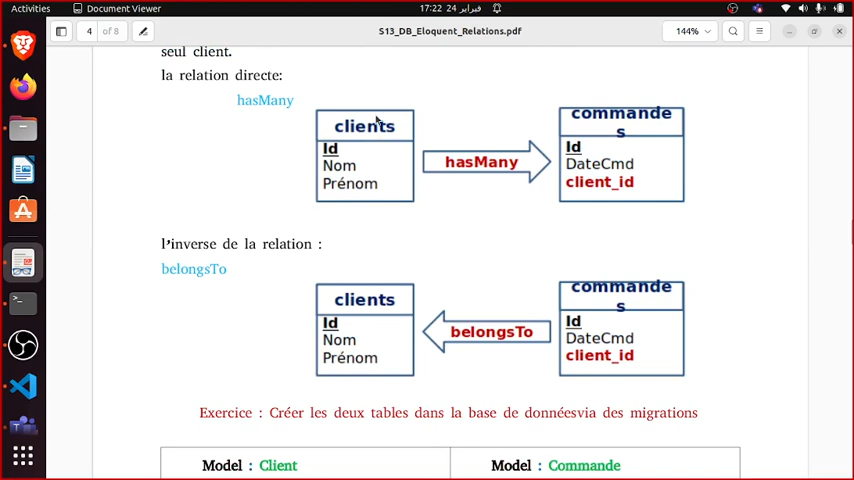 Activities
Document Viewer
17:22 24 فبراير
4
of 8
S13_DB_Eloquent_Relations.pdf
144%
seul client.
la relation directe:
hasMany
clients
Id
Nom
Prénom
hasMany
commande
s
Id
DateCmd
client_id
l'inverse de la relation :
belongsTo
clients
Id
Nom
Prénom
belongsTo
commande
s
Id
DateCmd
client_id
Exercice : Créer les deux tables dans la base de donnéesvia des migrations
Model : Client
Model : Commande